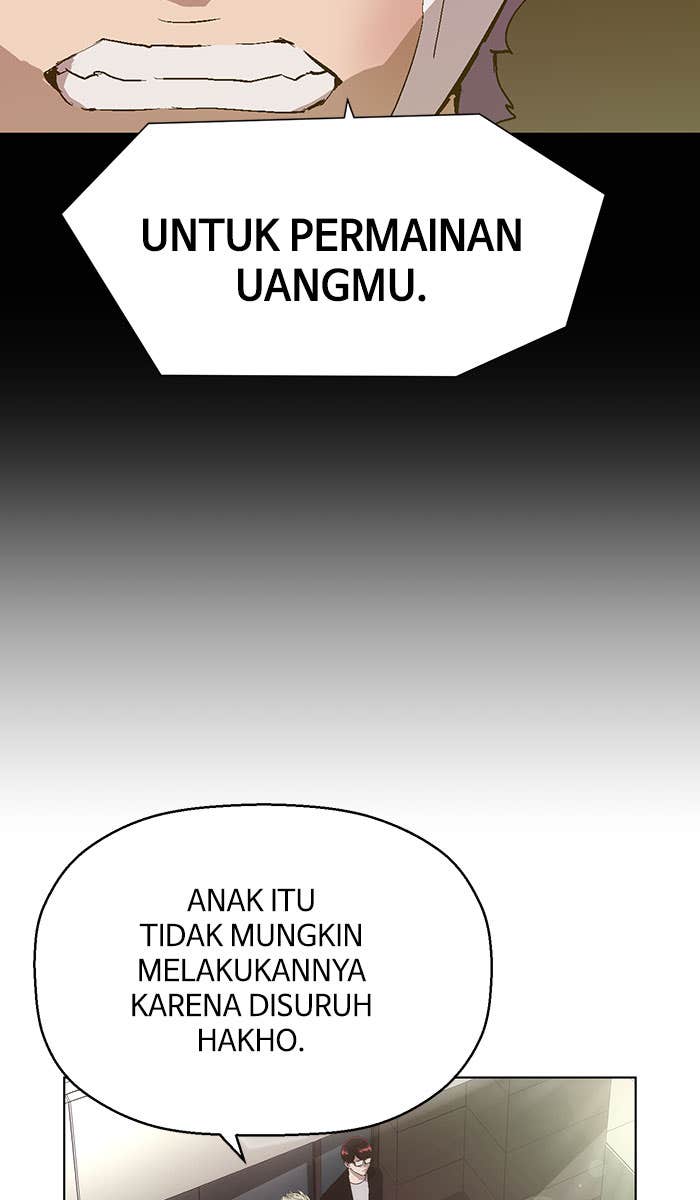 UNTUK PERMAINAN
UANGMU.
ANAK ITU
TIDAK MUNGKIN
MELAKUKANNYA
KARENA DISURUH
HAKHO.